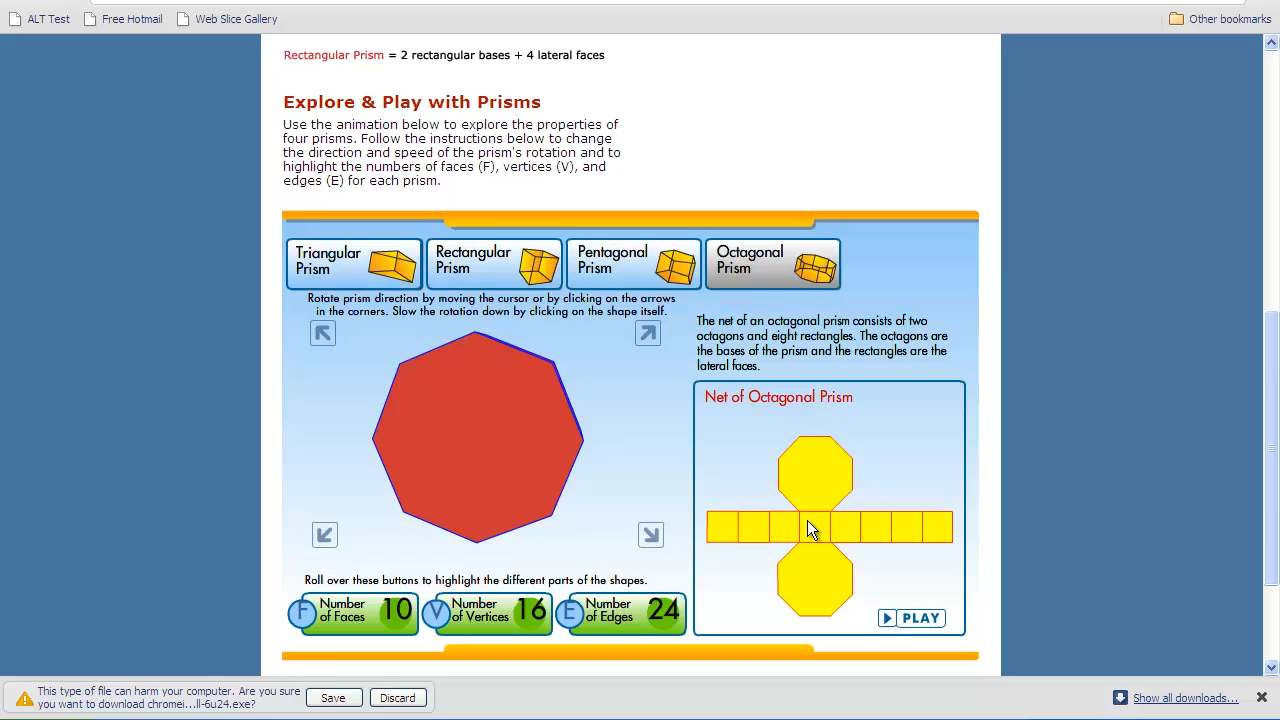 ALT Test
Free Hotmail
Web Slice Gallery
Other bookmarks
Rectangular Prism = 2 rectangular bases + 4 lateral faces
Explore & Play with Prisms
Use the animation below to explore the properties of
four prisms. Follow the instructions below to change
the direction and speed of the prism's rotation and to
highlight the numbers of faces (F), vertices (V), and
edges (E) for each prism.
Triangular
Prism
Rectangular
Prism
Pentagonal
Prism
Octagonal
Prism
Rotate prism direction by moving the cursor or by clicking on the arrows
in the corners. Slow the rotation down by clicking on the shape itself.
The net of an octagonal prism consists of two
octagons and eight rectangles. The octagons are
the bases of the prism and the rectangles are the
lateral faces.
Net of Octagonal Prism
PLAY
Roll over these buttons to highlight the different parts of the shapes.
F Number
of Faces 10
V Number
of Vertices 16
E Number
of Edges 24
This type of file can harm your computer. Are you sure
you want to download chromei...ll-6u24.exe?
Save
Discard
Show all downloads...